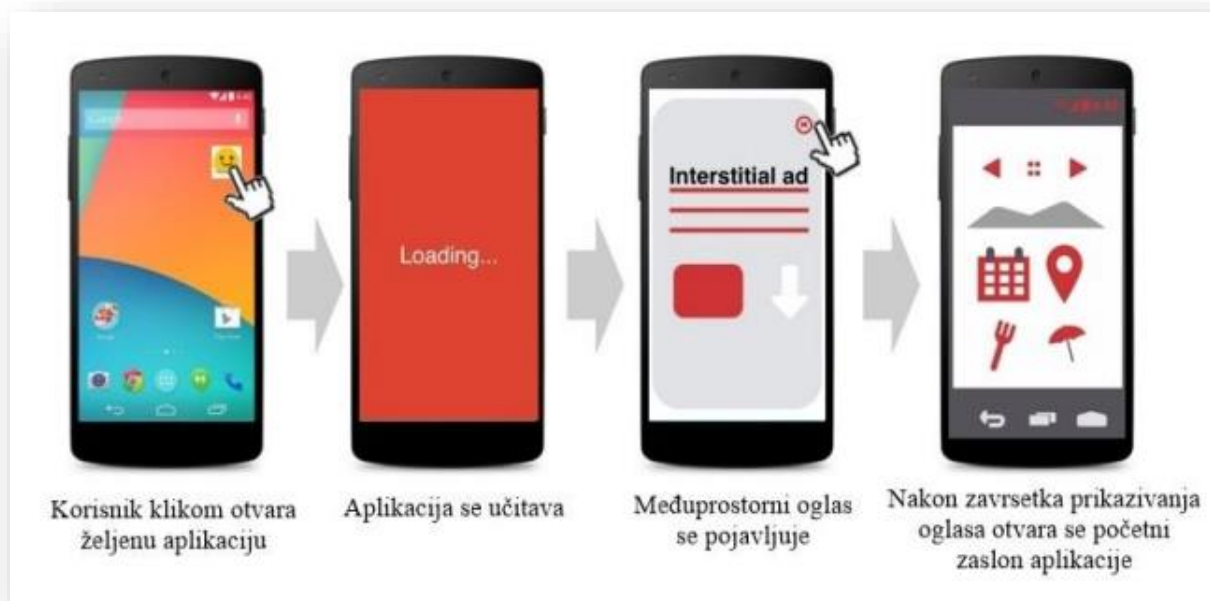 Loading...
Interstitial ad
Korisnik klikom otvara
željenu aplikaciju
Aplikacija se učitava
Međuprostorni oglas
se pojavljuje
Nakon zavrsetka prikazivanja
oglasa otvara se početni
zaslon aplikacije